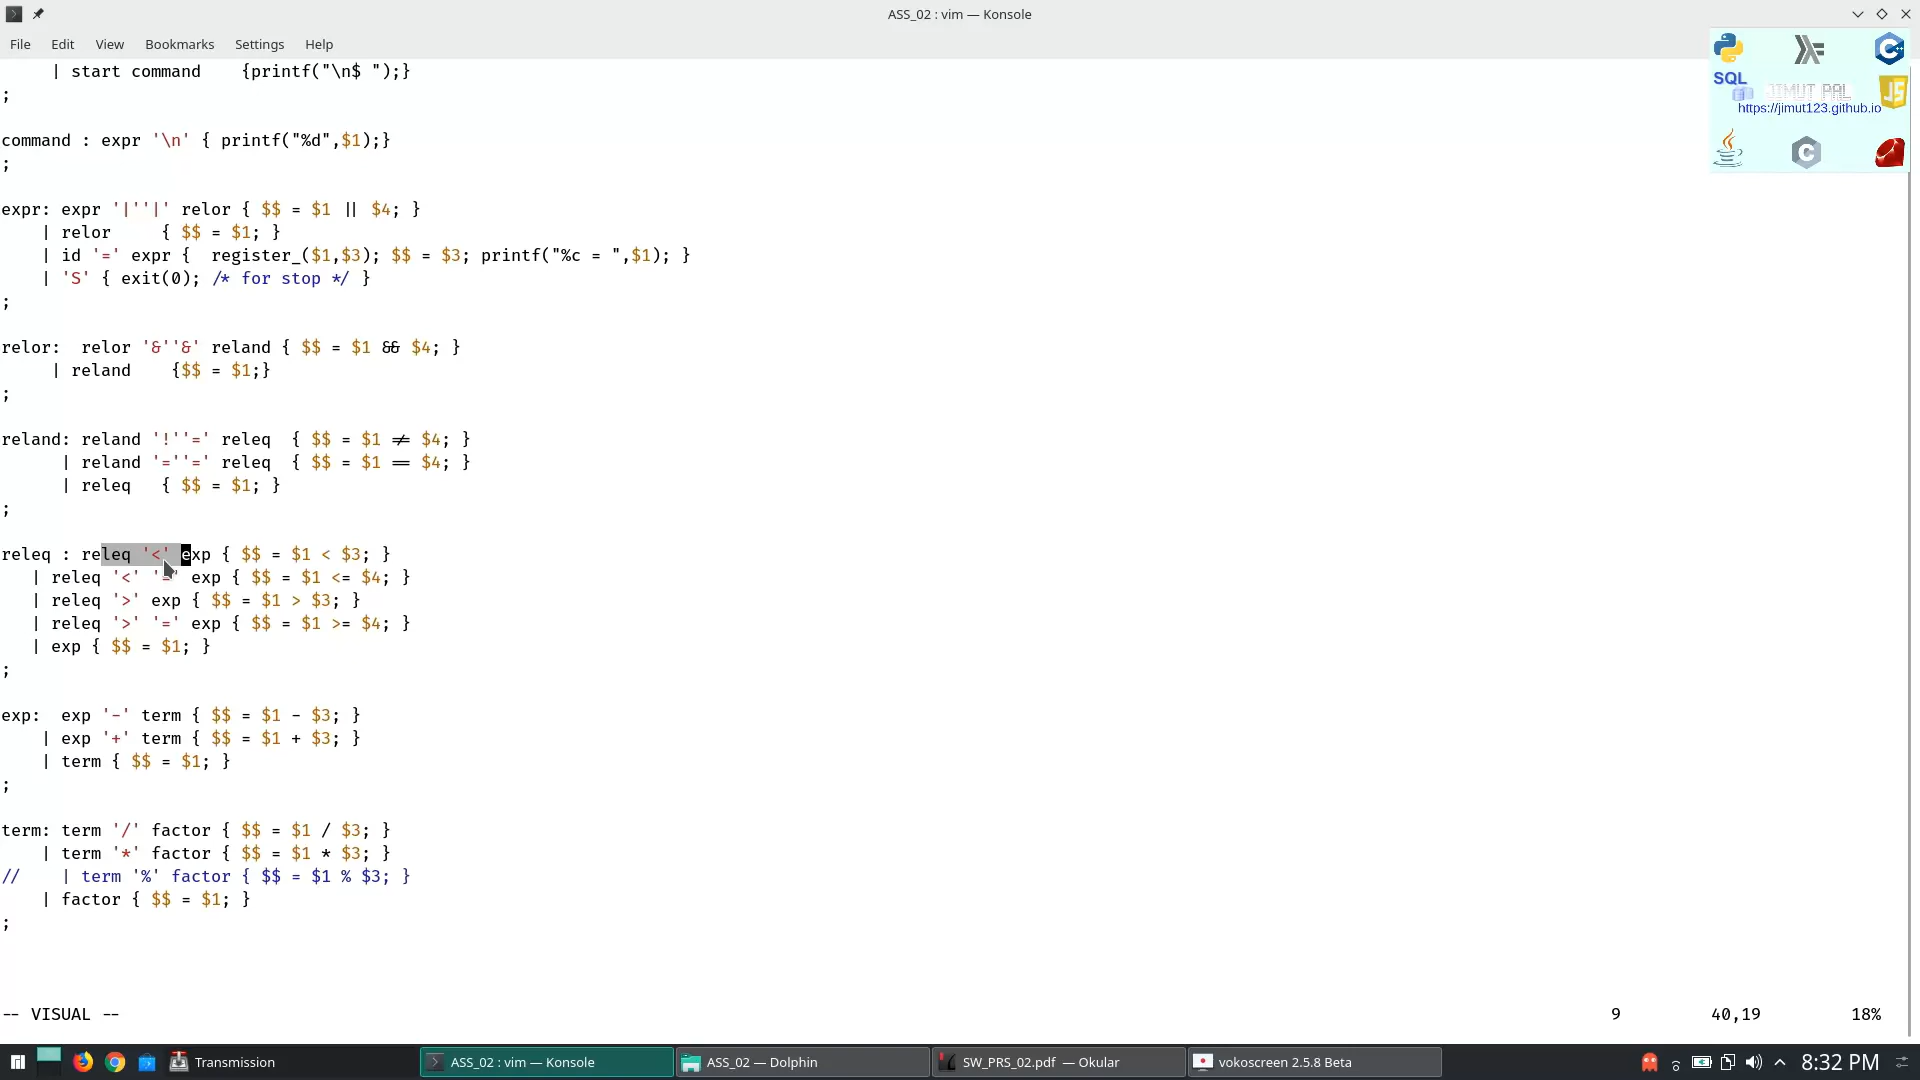 ASS_02 : vim — Konsole
File Edit View Bookmarks Settings Help
| start command {printf("\n$ ");}
;
command : expr '\n' { printf("%d",$1);}
;
expr: expr '|''|' relor { $$ = $1 || $4; }
| relor { $$ = $1; }
| id '=' expr { register_($1,$3); $$ = $3; printf("%c = ",$1); }
| 'S' { exit(0); /* for stop */ }
;
relor: relor '&''&' reland { $$ = $1 && $4; }
| reland {$$ = $1;}
;
reland: reland '!''=' releq { $$ = $1 != $4; }
| reland '=''=' releq { $$ = $1 == $4; }
| releq { $$ = $1; }
;
releq : releq '<' exp { $$ = $1 < $3; }
| releq '<' '=' exp { $$ = $1 <= $4; }
| releq '>' exp { $$ = $1 > $3; }
| releq '>' '=' exp { $$ = $1 >= $4; }
| exp { $$ = $1; }
;
exp: exp '-' term { $$ = $1 - $3; }
| exp '+' term { $$ = $1 + $3; }
| term { $$ = $1; }
;
term: term '/' factor { $$ = $1 / $3; }
| term '*' factor { $$ = $1 * $3; }
// | term '%' factor { $$ = $1 % $3; }
| factor { $$ = $1; }
;
-- VISUAL -- 9 40,19 18%
SQL
JS
JIMUT PAL
https://jimut123.github.io
C
Transmission ASS_02 : vim — Konsole ASS_02 — Dolphin SW_PRS_02.pdf — Okular vokoscreen 2.5.8 Beta 8:32 PM